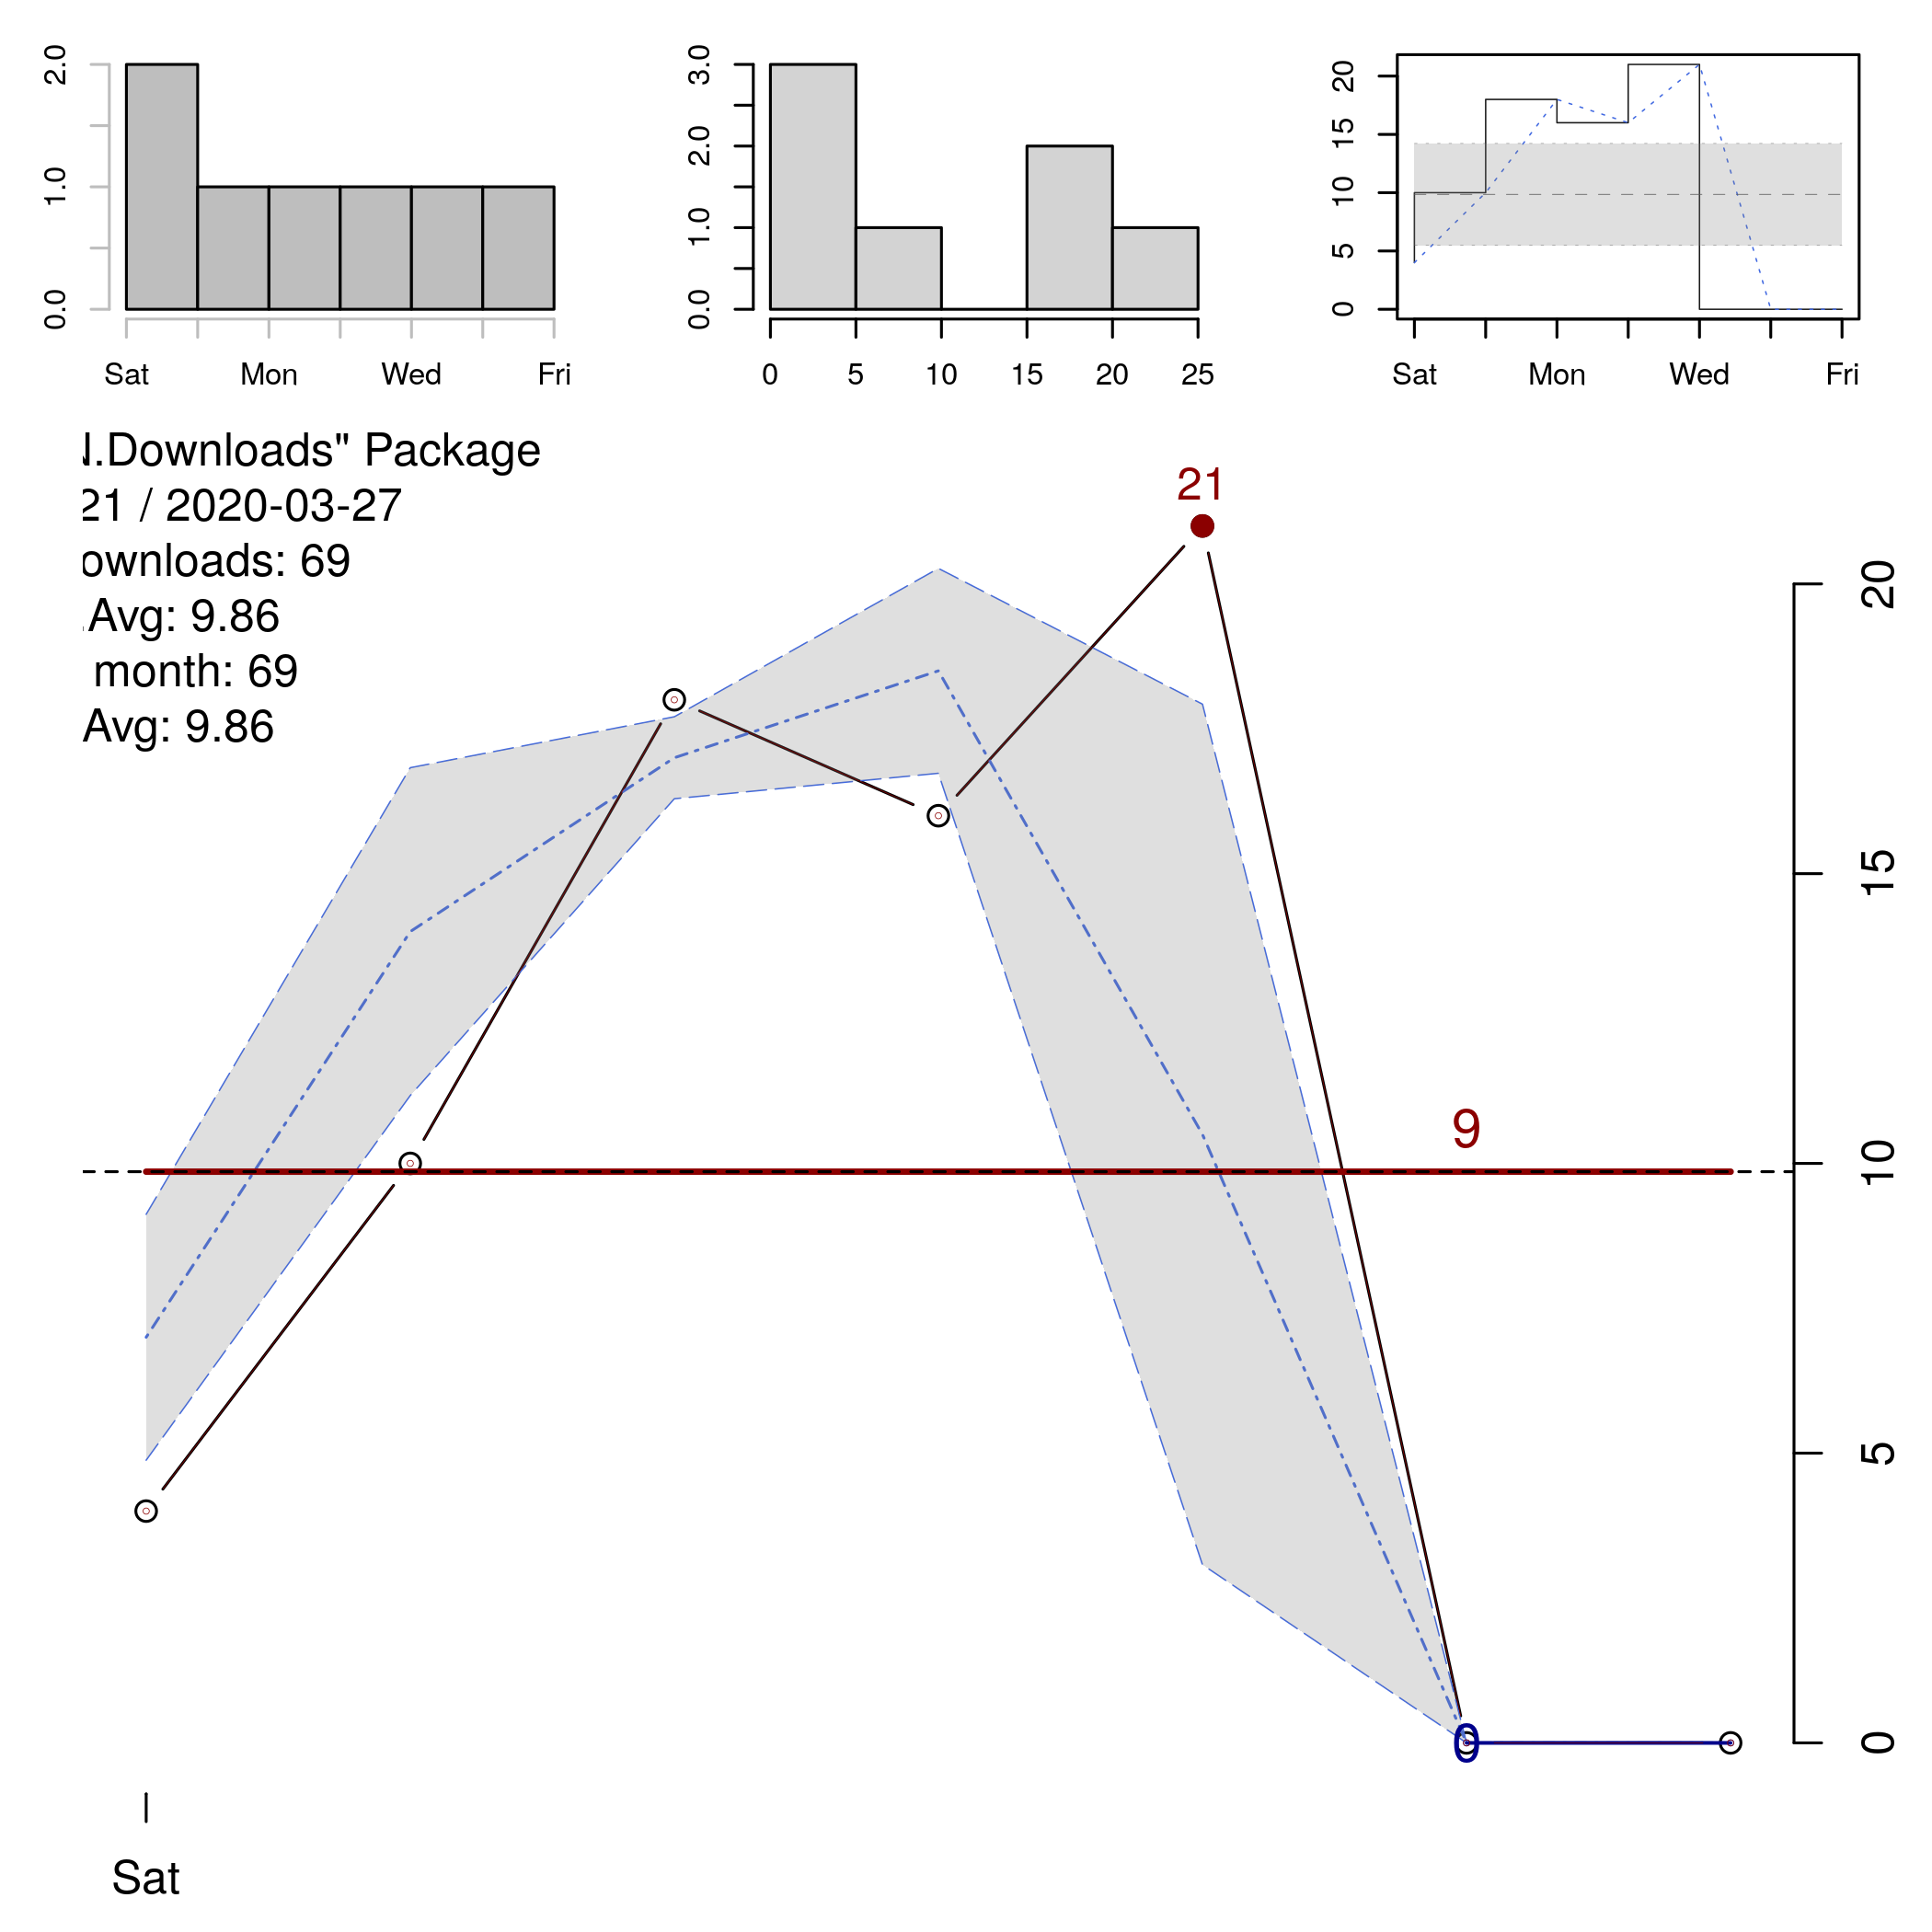 2.0
1.0
0.0
Sat Mon Wed Fri
3.0
2.0
1.0
0.0
0 5 10 15 20 25
20
15
10
5
0
Sat Mon Wed Fri
.Downloads" Package
21 / 2020-03-27
ownloads: 69
Avg: 9.86
month: 69
Avg: 9.86
21
9
0
20
15
10
5
0
Sat